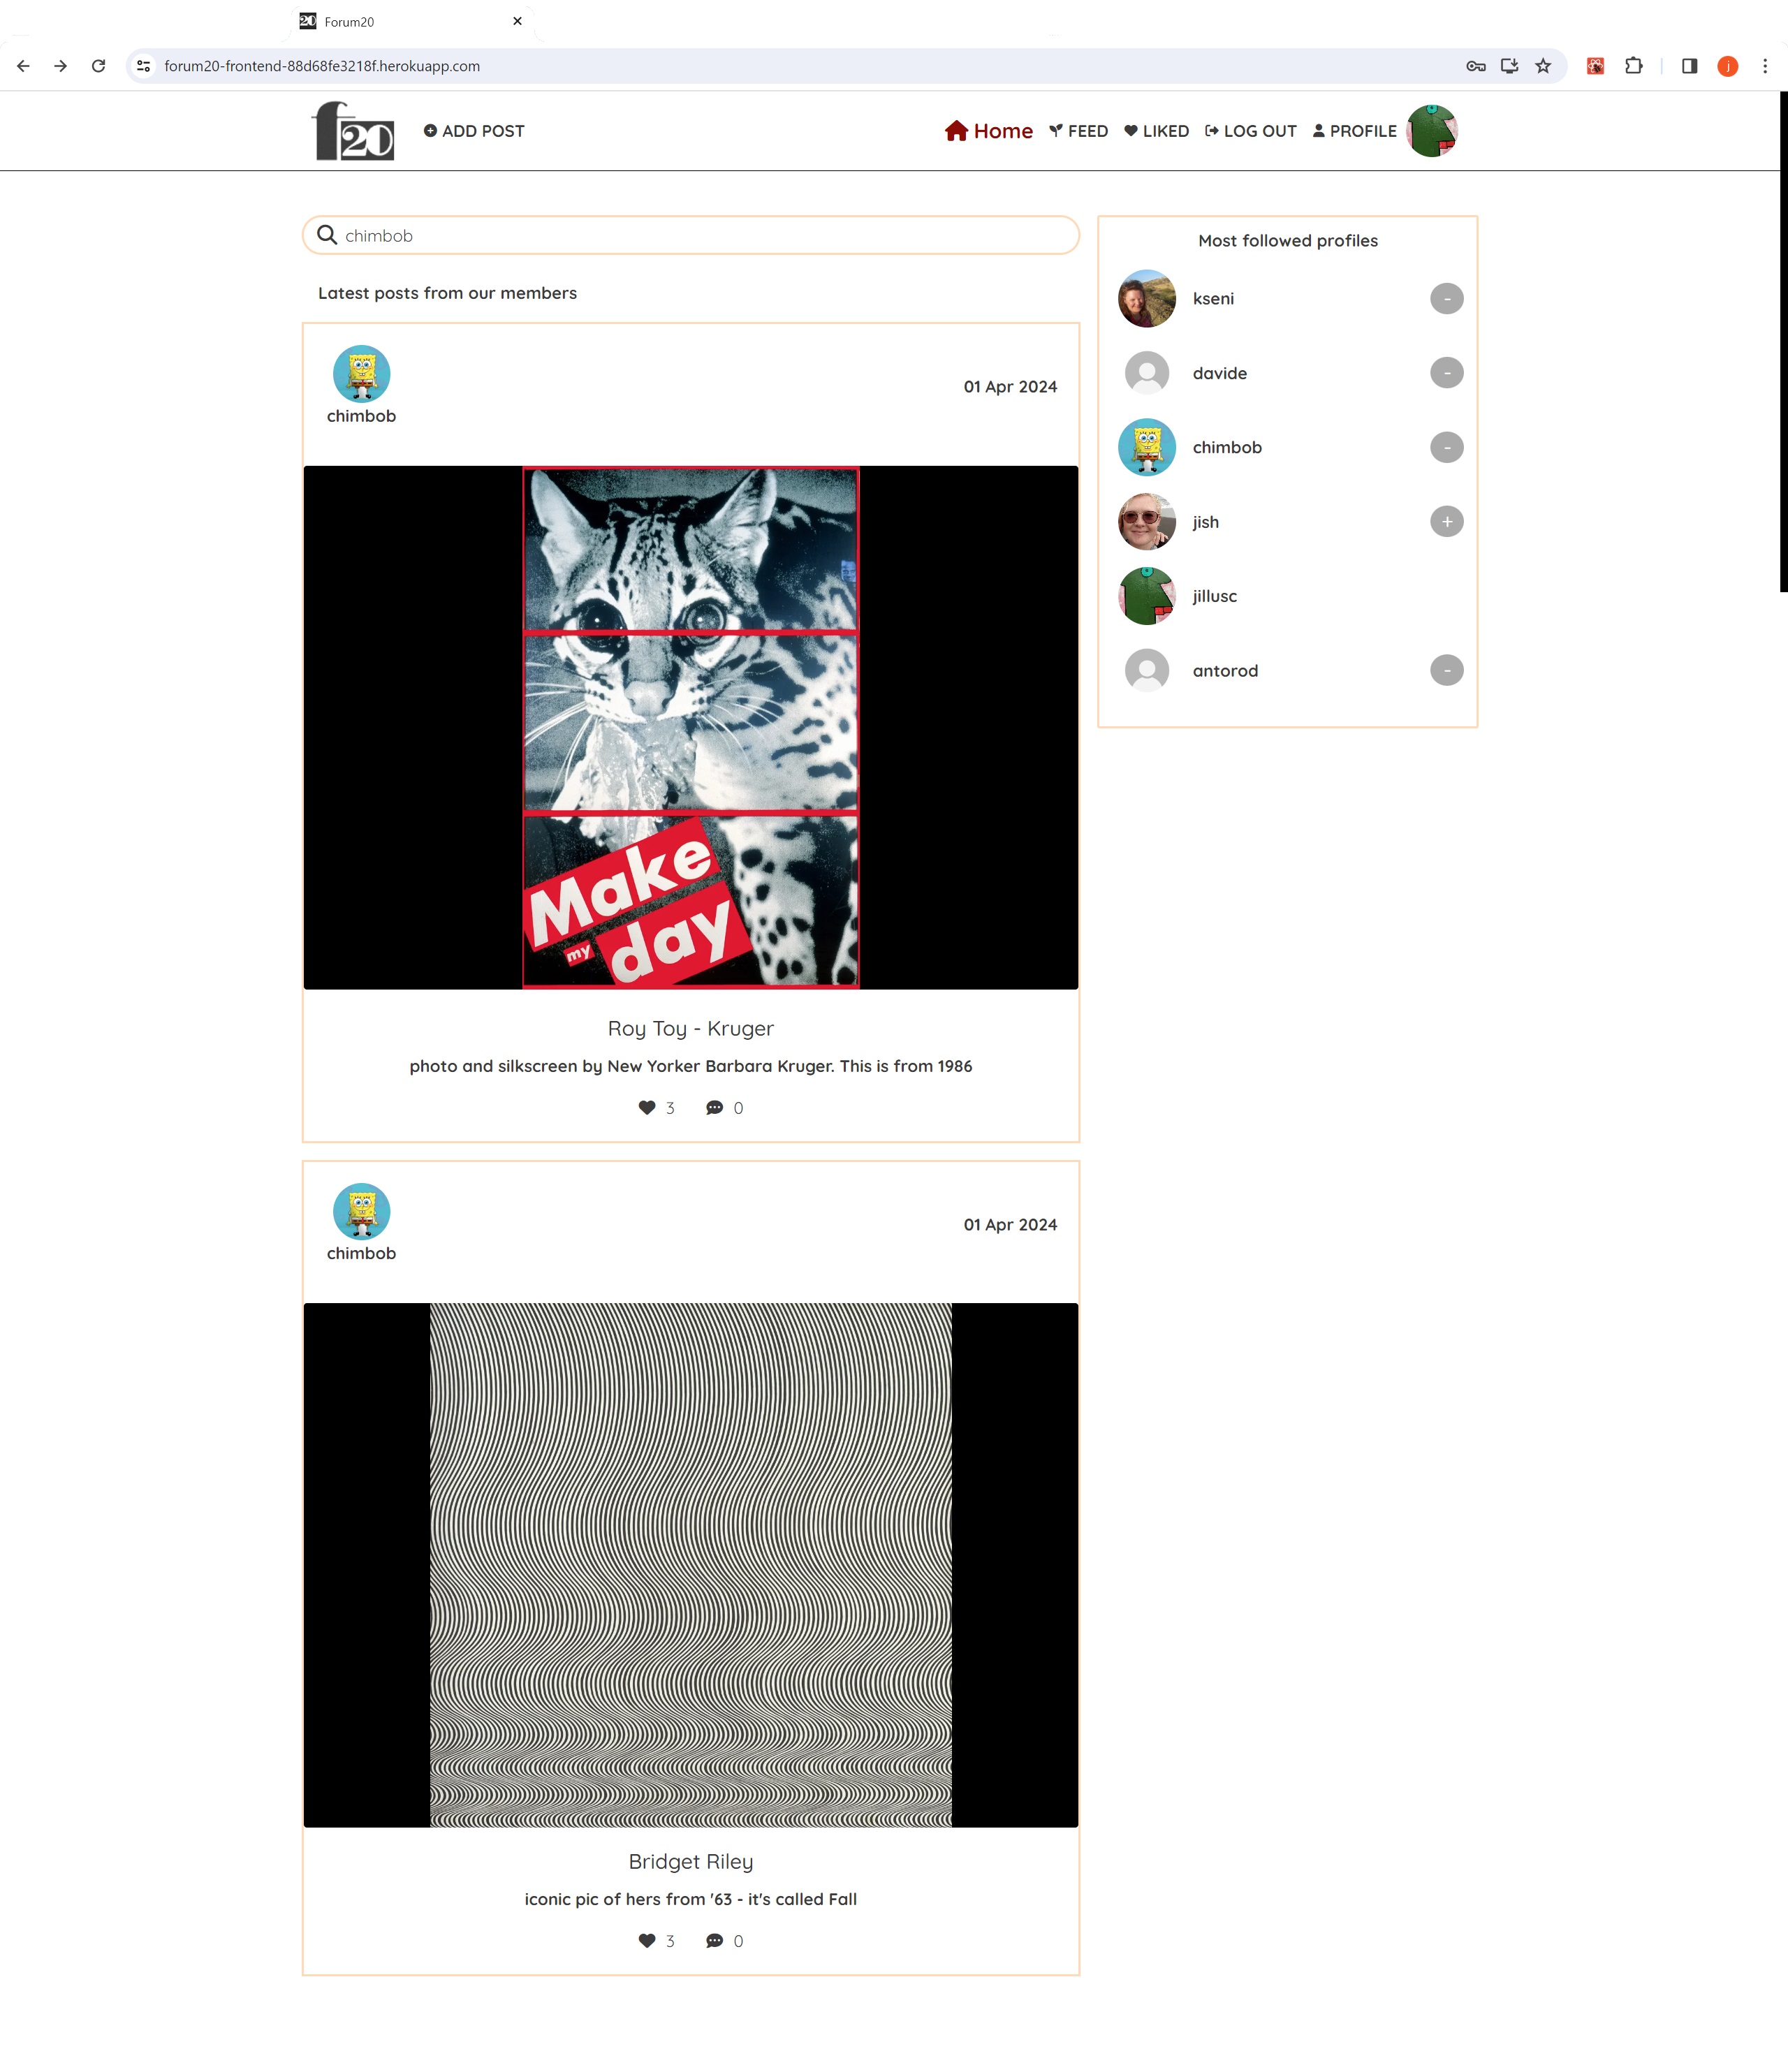 20 Forum20
forum20-frontend-88d68fe3218f.herokuapp.com
j
f20
ADD POST
Home
FEED
LIKED
LOG OUT
PROFILE
chimbob
Latest posts from our members
chimbob
01 Apr 2024
Make
my day
Roy Toy - Kruger
photo and silkscreen by New Yorker Barbara Kruger. This is from 1986
3 0
chimbob
01 Apr 2024
Bridget Riley
iconic pic of hers from '63 - it's called Fall
3 0
Most followed profiles
kseni -
davide -
chimbob -
jish +
jillusc
antorod -